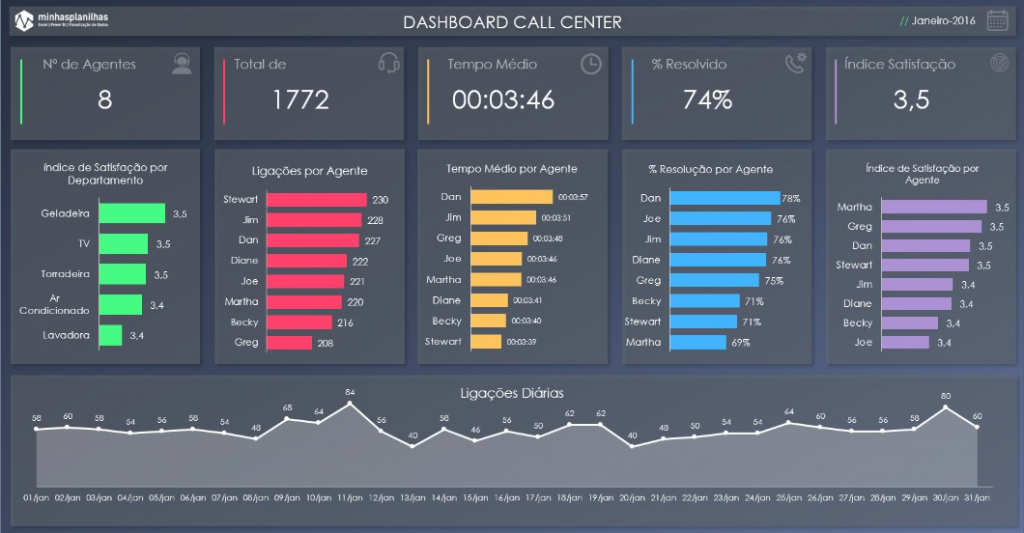 minhasplanilhas
Excel | Power BI | Visualização de Dados
DASHBOARD CALL CENTER
// Janeiro-2016
Nº de Agentes
8
Total de
1772
Tempo Médio
00:03:46
% Resolvido
74%
Índice Satisfação
3,5
Índice de Satisfação por
Departamento
Geladeira 3,5
TV 3,5
Torradeira 3,5
Ar
Condicionado 3,4
Lavadora 3,4
Ligações por Agente
Stewart 230
Jim 228
Dan 227
Diane 222
Joe 221
Martha 220
Becky 216
Greg 208
Tempo Médio por Agente
Dan 00:03:57
Jim 00:03:51
Greg 00:03:48
Joe 00:03:46
Martha 00:03:46
Diane 00:03:41
Becky 00:03:40
Stewart 00:03:39
% Resolução por Agente
Dan 78%
Joe 76%
Jim 76%
Diane 76%
Greg 75%
Becky 71%
Stewart 71%
Martha 69%
Índice de Satisfação por
Agente
Martha 3,5
Greg 3,5
Dan 3,5
Stewart 3,5
Jim 3,4
Diane 3,4
Becky 3,4
Joe 3,4
Ligações Diárias
58 60 58 54 56 58 54 48 68 64 84 56 40 58 46 56 50 62 62 40 48 50 54 54 64 60 56 56 58 80 60
01/jan 02/jan 03/jan 04/jan 05/jan 06/jan 07/jan 08/jan 09/jan 10/jan 11/jan 12/jan 13/jan 14/jan 15/jan 16/jan 17/jan 18/jan 19/jan 20/jan 21/jan 22/jan 23/jan 24/jan 25/jan 26/jan 27/jan 28/jan 29/jan 30/jan 31/jan